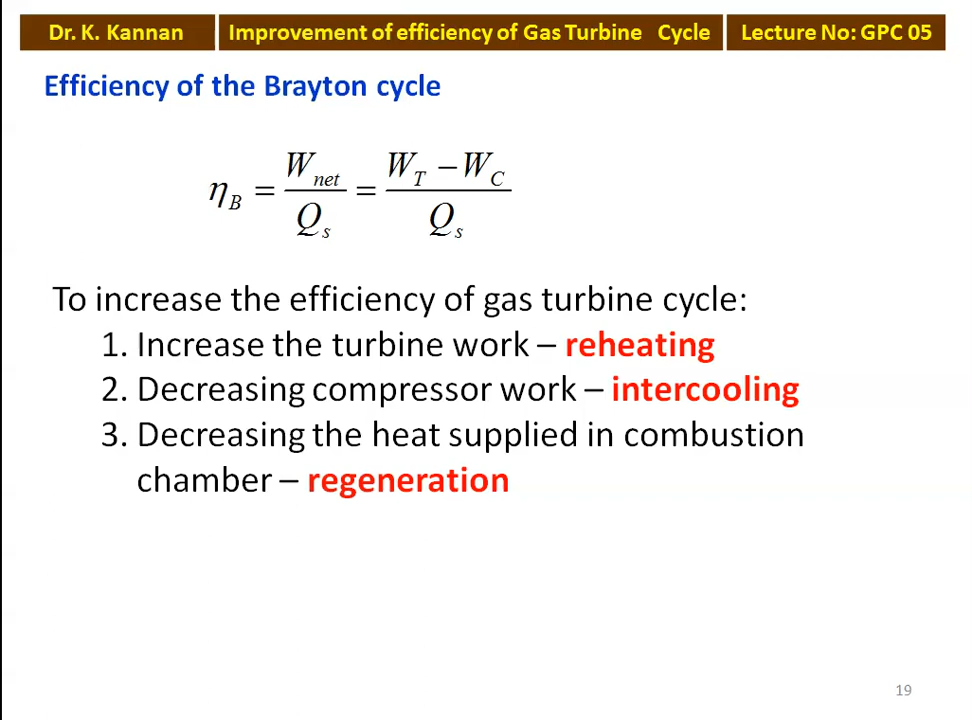 Dr. K. Kannan Improvement of efficiency of Gas Turbine Cycle Lecture No: GPC 05
Efficiency of the Brayton cycle
η_B = W_net / Q_s = (W_T − W_C) / Q_s
To increase the efficiency of gas turbine cycle:
1. Increase the turbine work – reheating
2. Decreasing compressor work – intercooling
3. Decreasing the heat supplied in combustion
chamber – regeneration
19